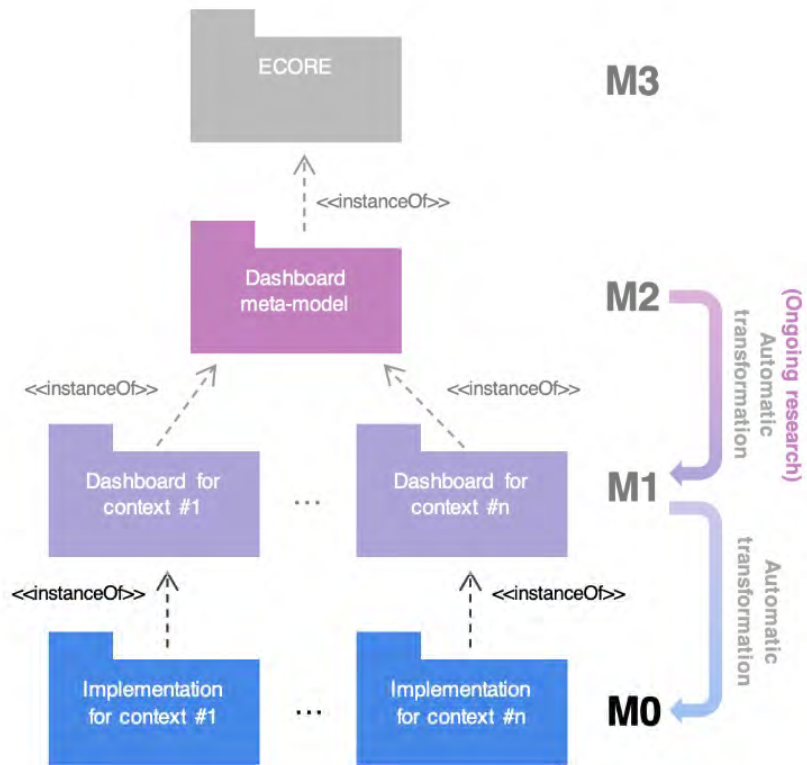 ECORE
M3
<<instanceOf>>
Dashboard
meta-model
M2
(Ongoing research)
Automatic
transformation
<<instanceOf>>
<<instanceOf>>
Dashboard for
context #1
...
Dashboard for
context #n
M1
<<instanceOf>>
<<instanceOf>>
Automatic
transformation
Implementation
for context #1
...
Implementation
for context #n
M0